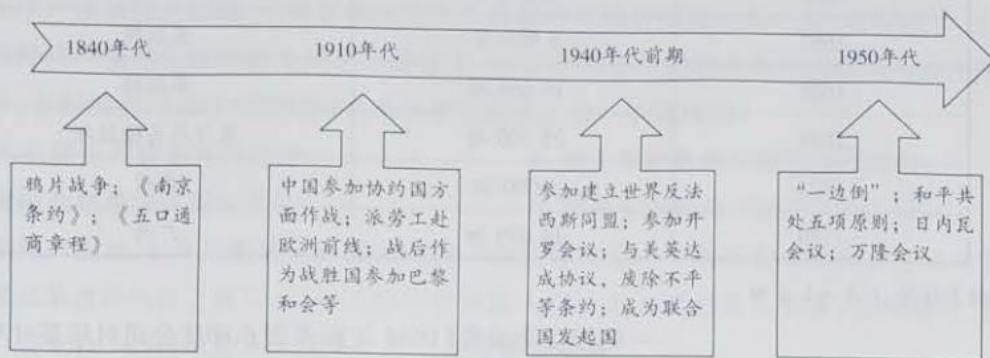 1840年代
1910年代
1940年代前期
1950年代
鸦片战争；《南京
条约》；《五口通
商章程》
中国参加协约国方
面作战；派劳工赴
欧洲前线；战后作
为战胜国参加巴黎
和会等
参加建立世界反法
西斯同盟；参加开
罗会议；与美英达
成协议，废除不平
等条约；成为联合
国发起国
“一边倒”；和平共
处五项原则；日内瓦
会议；万隆会议